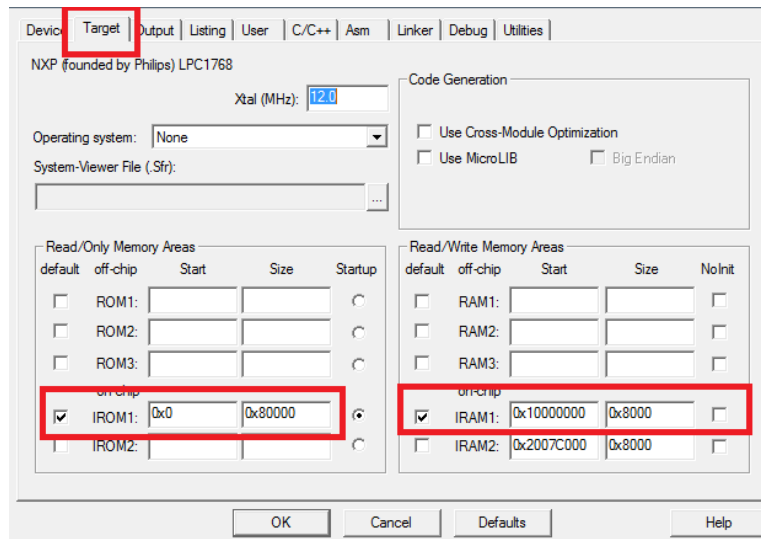 Device Target Output Listing User C/C++ Asm Linker Debug Utilities
NXP (founded by Philips) LPC1768
Xtal (MHz): 12.0
Operating system: None
System-Viewer File (.Sfr):
...
Code Generation
Use Cross-Module Optimization
Use MicroLIB Big Endian
Read/Only Memory Areas
default off-chip Start Size Startup
ROM1:
ROM2:
ROM3:
on-chip
IROM1: 0x0 0x80000
IROM2:
Read/Write Memory Areas
default off-chip Start Size NoInit
RAM1:
RAM2:
RAM3:
on-chip
IRAM1: 0x10000000 0x8000
IRAM2: 0x2007C000 0x8000
OK Cancel Defaults Help